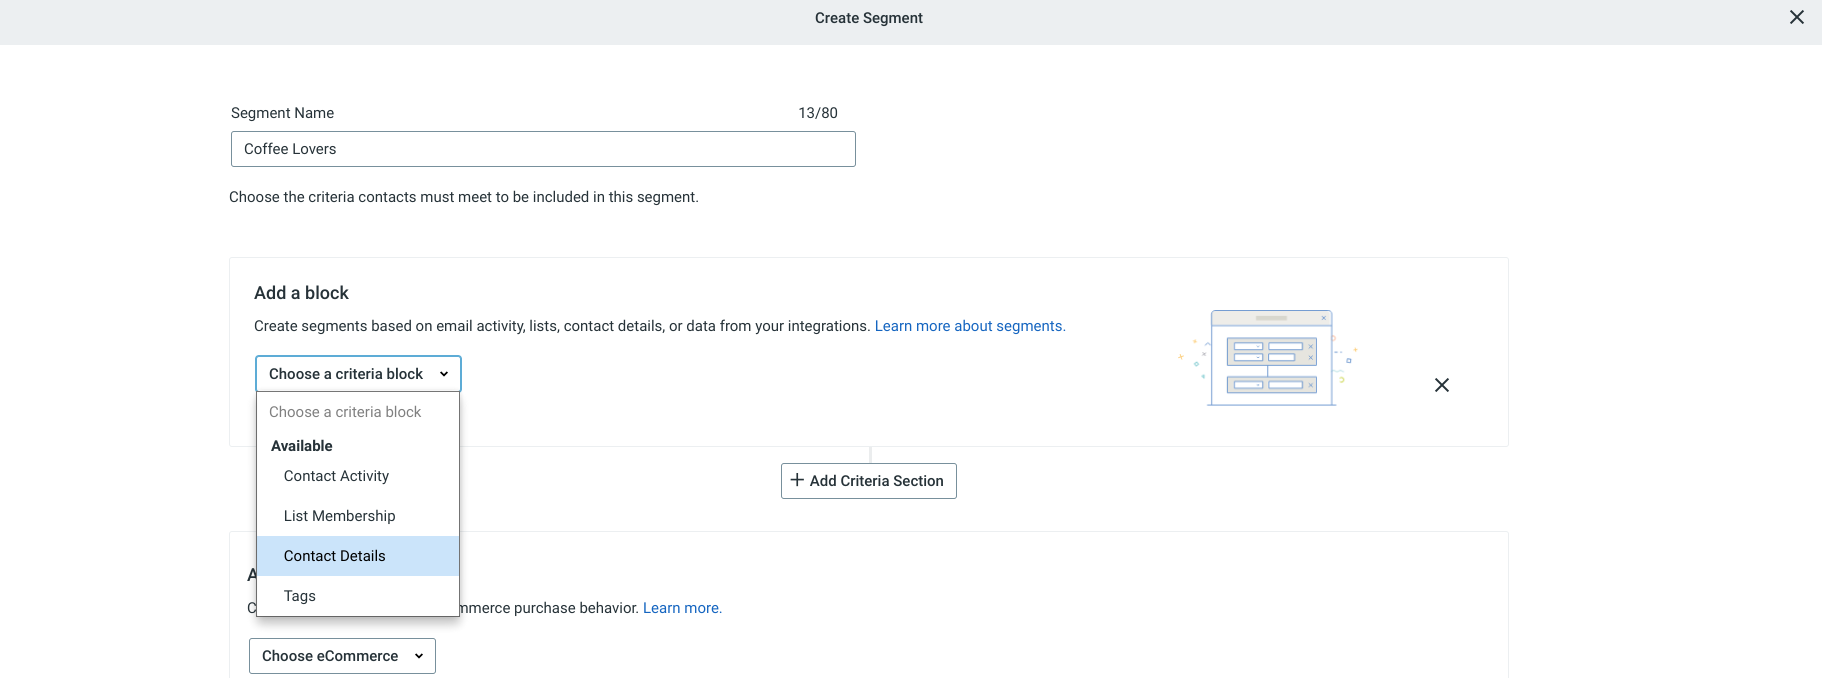 Create Segment
Segment Name 13/80
Coffee Lovers
Choose the criteria contacts must meet to be included in this segment.
Add a block
Create segments based on email activity, lists, contact details, or data from your integrations. Learn more about segments.
Choose a criteria block
Choose a criteria block
Available
Contact Activity
List Membership
Contact Details
Tags
Add Criteria Section
mmerce purchase behavior. Learn more.
Choose eCommerce